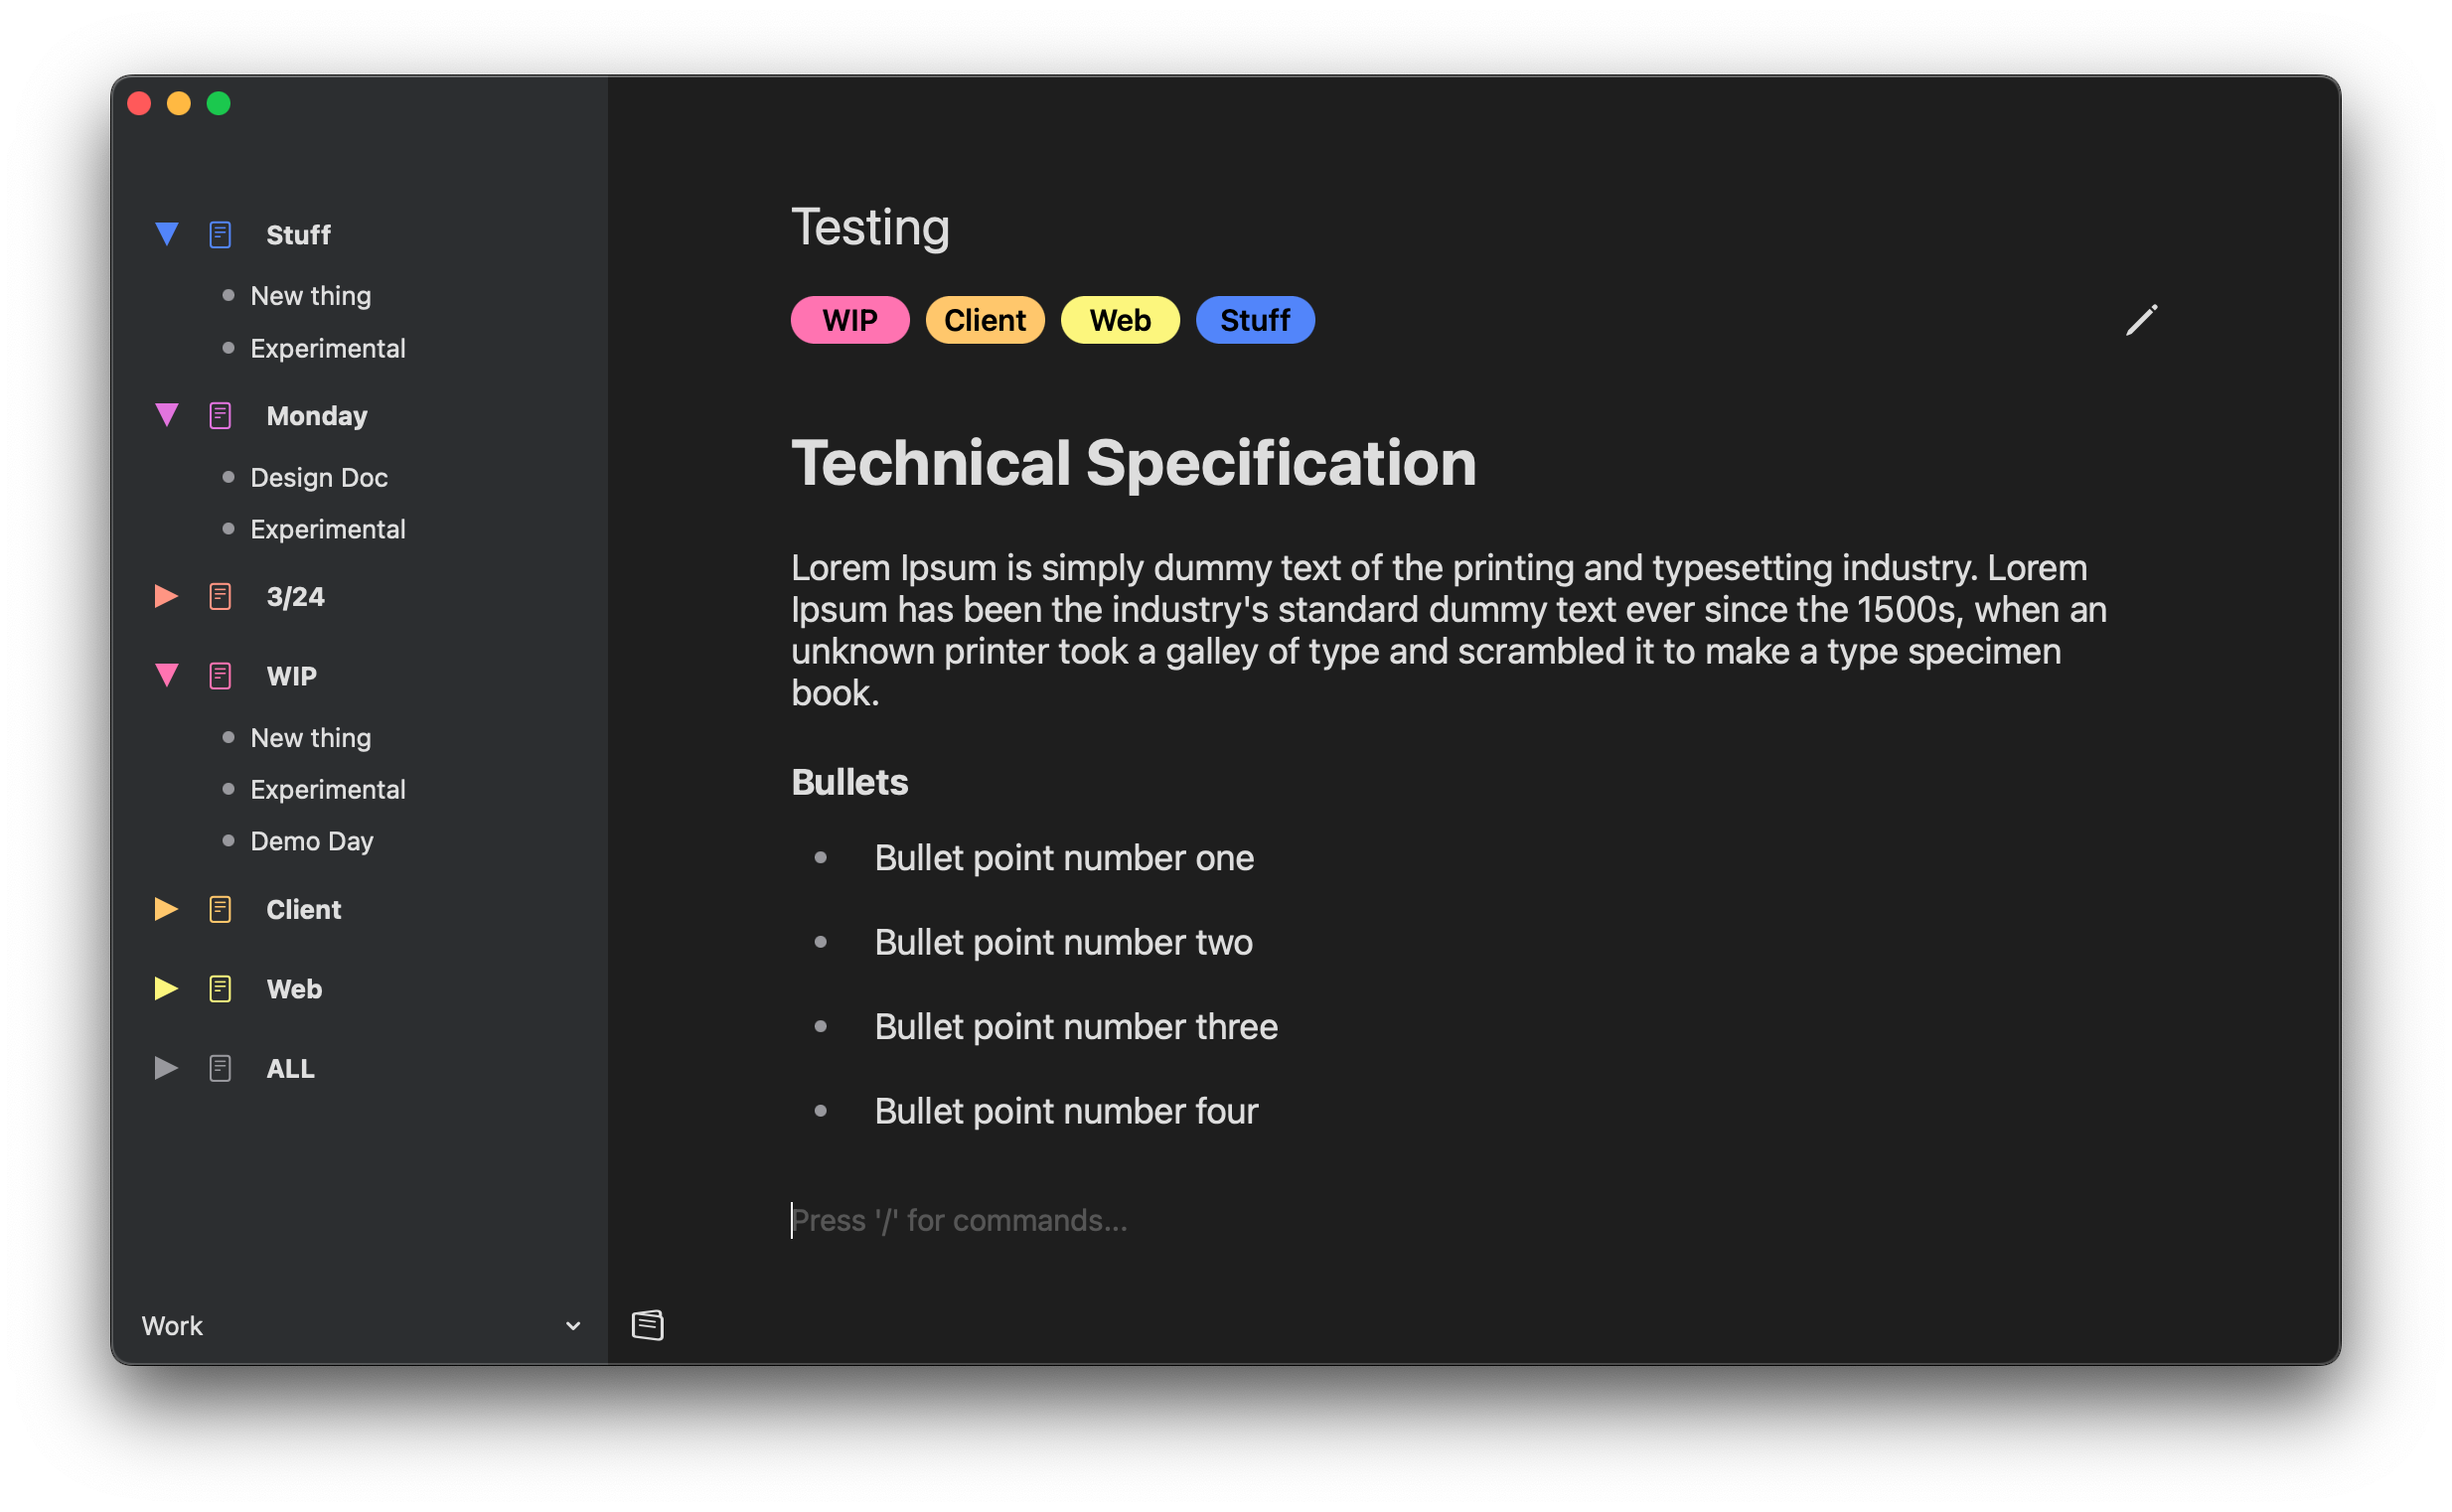 Stuff
New thing
Experimental
Monday
Design Doc
Experimental
3/24
WIP
New thing
Experimental
Demo Day
Client
Web
ALL
Work
Testing
WIP Client Web Stuff
Technical Specification
Lorem Ipsum is simply dummy text of the printing and typesetting industry. Lorem
Ipsum has been the industry's standard dummy text ever since the 1500s, when an
unknown printer took a galley of type and scrambled it to make a type specimen
book.
Bullets
Bullet point number one
Bullet point number two
Bullet point number three
Bullet point number four
Press '/' for commands...